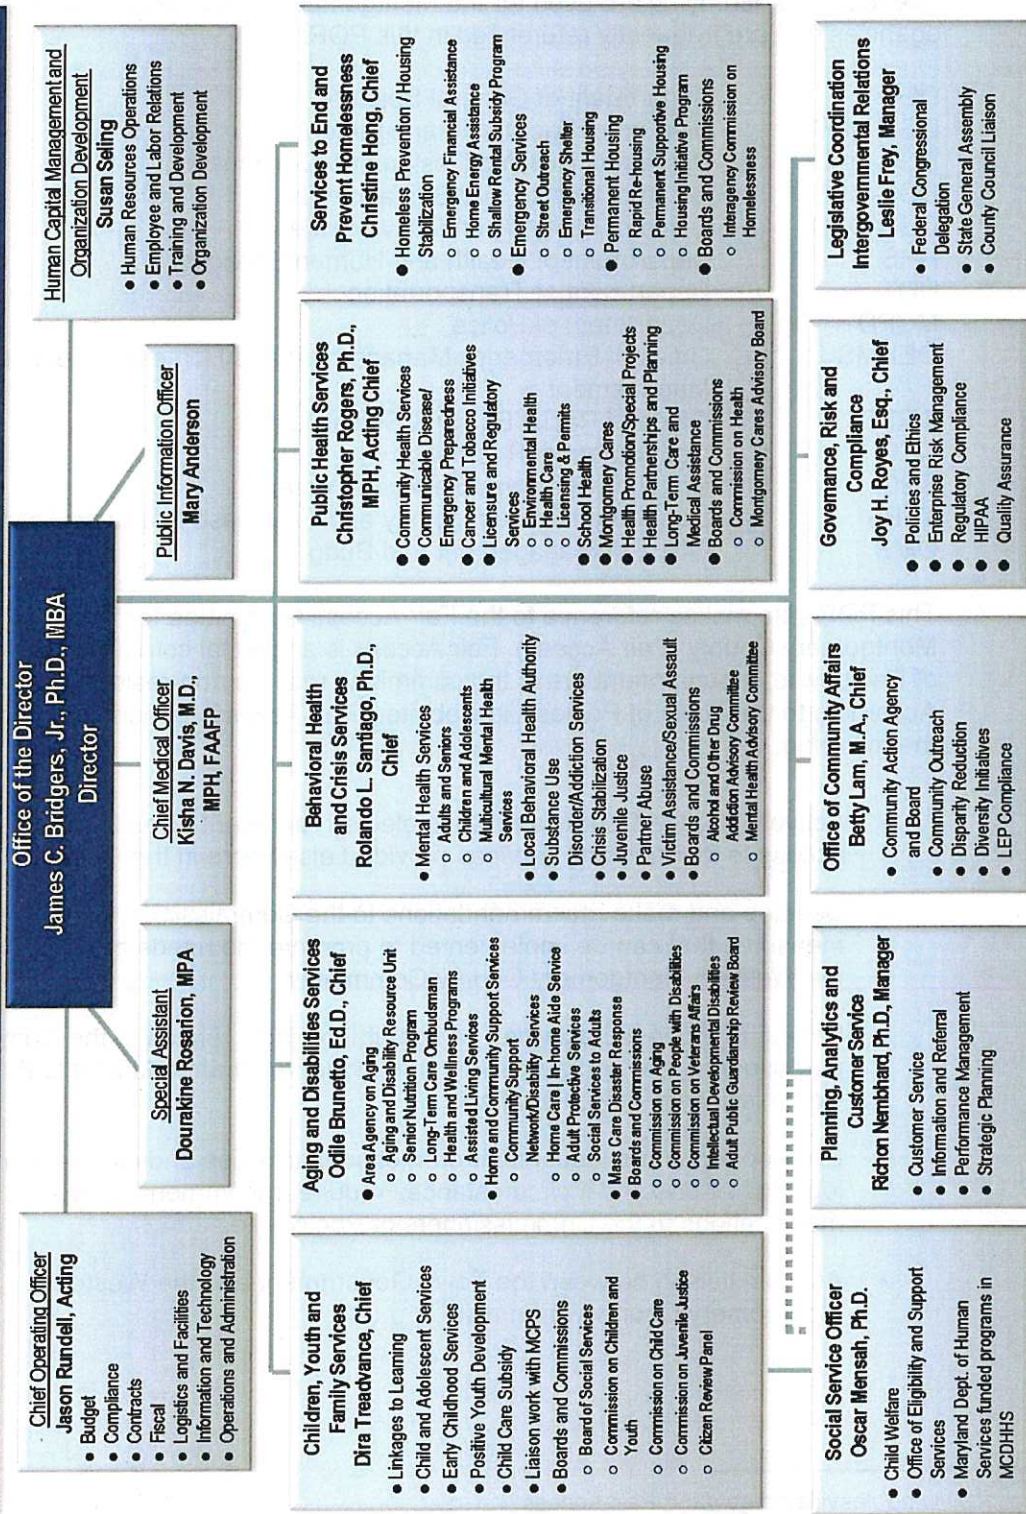 Office of the Director
James C. Bridgers, Jr., Ph.D., MBA
Director
Chief Operating Officer
Jason Rundell, Acting
● Budget
● Compliance
● Contracts
● Fiscal
● Logistics and Facilities
● Information and Technology
● Operations and Administration
Special Assistant
Dourakine Rosarion, MPA
Chief Medical Officer
Kisha N. Davis, M.D.,
MPH, FAAFP
Public Information Officer
Mary Anderson
Human Capital Management and
Organization Development
Susan Seling
● Human Resources Operations
● Employee and Labor Relations
● Training and Development
● Organization Development
Children, Youth and
Family Services
Dira Treadvance, Chief
● Linkages to Learning
● Child and Adolescent Services
● Early Childhood Services
● Positive Youth Development
● Child Care Subsidy
● Liaison work with MCPS
● Boards and Commissions
○ Board of Social Services
○ Commission on Children and
Youth
○ Commission on Child Care
○ Commission on Juvenile Justice
○ Citizen Review Panel
Aging and Disabilities Services
Odile Brunetto, Ed.D., Chief
● Area Agency on Aging
○ Aging and Disability Resource Unit
○ Senior Nutrition Program
○ Long-Term Care Ombudsman
○ Health and Wellness Programs
○ Assisted Living Services
● Home and Community Support Services
○ Community Support
Network/Disability Services
○ Home Care | In-home Aide Service
○ Adult Protective Services
○ Social Services to Adults
● Mass Care Disaster Response
● Boards and Commissions
○ Commission on Aging
○ Commission on People with Disabilities
○ Commission on Veterans Affairs
○ Intellectual Developmental Disabilities
○ Adult Public Guardianship Review Board
Behavioral Health
and Crisis Services
Rolando L. Santiago, Ph.D.,
Chief
● Mental Health Services
○ Adults and Seniors
○ Children and Adolescents
○ Multicultural Mental Health
Services
● Local Behavioral Health Authority
● Substance Use
Disorder/Addiction Services
● Crisis Stabilization
● Juvenile Justice
● Partner Abuse
● Victim Assistance/Sexual Assault
● Boards and Commissions
○ Alcohol and Other Drug
Addiction Advisory Committee
○ Mental Health Advisory Committee
Public Health Services
Christopher Rogers, Ph.D.,
MPH, Acting Chief
● Community Health Services
● Communicable Disease/
Emergency Preparedness
● Cancer and Tobacco Initiatives
● Licensure and Regulatory
Services
○ Environmental Health
○ Health Care
○ Licensing & Permits
● School Health
● Montgomery Cares
● Health Promotion/Special Projects
● Health Partnerships and Planning
● Long-Term Care and
Medical Assistance
● Boards and Commissions
○ Commission on Health
○ Montgomery Cares Advisory Board
Services to End and
Prevent Homelessness
Christine Hong, Chief
● Homeless Prevention / Housing
Stabilization
○ Emergency Financial Assistance
○ Home Energy Assistance
○ Shallow Rental Subsidy Program
● Emergency Services
○ Street Outreach
○ Emergency Shelter
○ Transitional Housing
● Permanent Housing
○ Rapid Re-housing
○ Permanent Supportive Housing
○ Housing Initiative Program
● Boards and Commissions
○ Interagency Commission on
Homelessness
Social Service Officer
Oscar Mensah, Ph.D.
● Child Welfare
● Office of Eligibility and Support
Services
● Maryland Dept. of Human
Services funded programs in
MCDHHS
Planning, Analytics and
Customer Service
Richon Nembhard, Ph.D, Manager
● Customer Service
● Information and Referral
● Performance Management
● Strategic Planning
Office of Community Affairs
Betty Lam, M.A., Chief
● Community Action Agency
and Board
● Community Outreach
● Disparity Reduction
● Diversity Initiatives
● LEP Compliance
Governance, Risk and
Compliance
Joy H. Royes, Esq., Chief
● Policies and Ethics
● Enterprise Risk Management
● Regulatory Compliance
● HIPAA
● Quality Assurance
Legislative Coordination
Intergovernmental Relations
Leslie Frey, Manager
● Federal Congressional
Delegation
● State General Assembly
● County Council Liaison